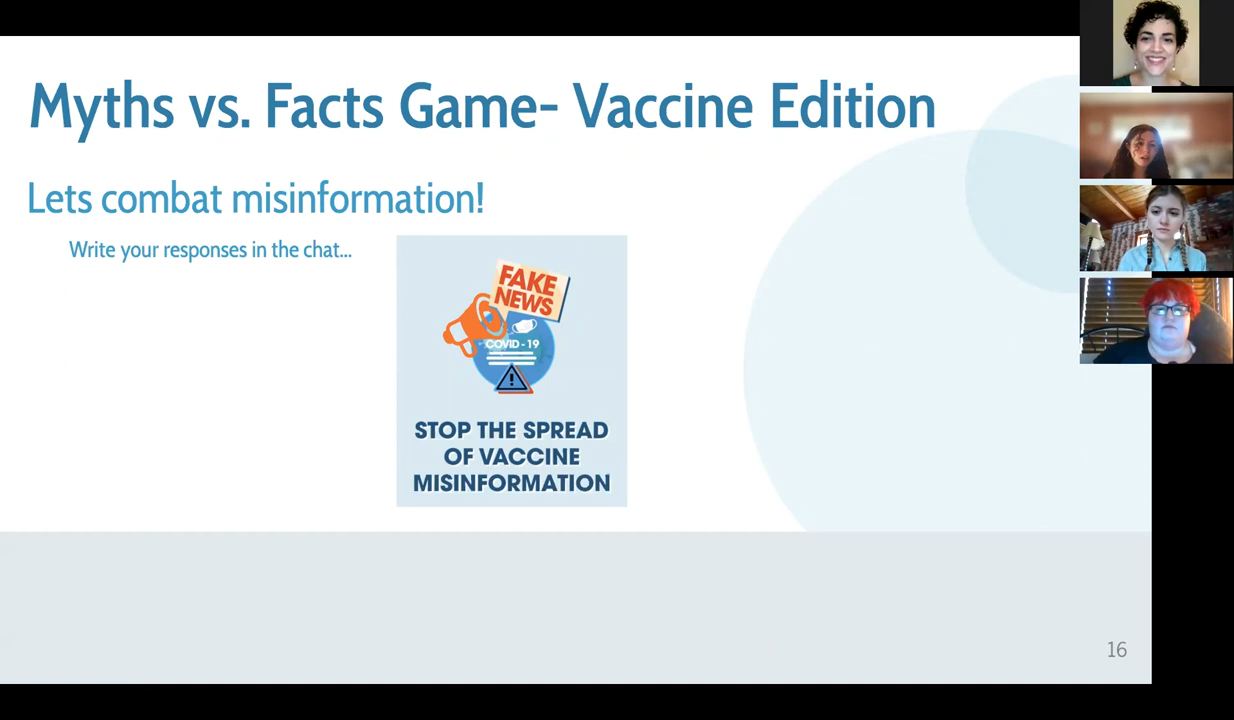 Myths vs. Facts Game- Vaccine Edition
Lets combat misinformation!
Write your responses in the chat...
FAKE
NEWS
COVID - 19
STOP THE SPREAD
OF VACCINE
MISINFORMATION
16